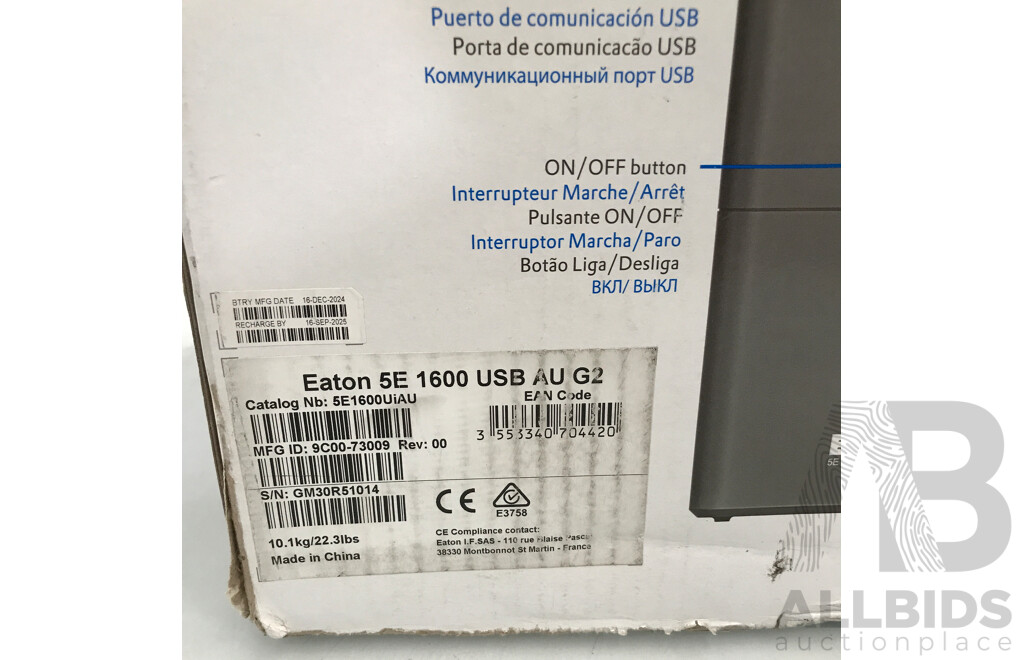 Puerto de comunicación USB
Porta de comunicacão USB
Коммуникационный порт USB
ON/OFF button
Interrupteur Marche/Arrêt
Pulsante ON/OFF
Interruptor Marcha/Paro
Botão Liga/Desliga
ВКЛ/ ВЫКЛ
BTRY MFG DATE 16-DEC-2024
RECHARGE BY 16-SEP-2025
Eaton 5E 1600 USB AU G2
Catalog Nb: 5E1600UiAU
EAN Code
3 553340 704420
MFG ID: 9C00-73009 Rev: 00
S/N: GM30R51014
CE
E3758
10.1kg/22.3lbs
Made in China
CE Compliance contact:
Eaton I.F.SAS - 110 rue Blaise Pascal
38330 Montbonnot St Martin - France
5E
AB
ALLBIDS
auctionplace